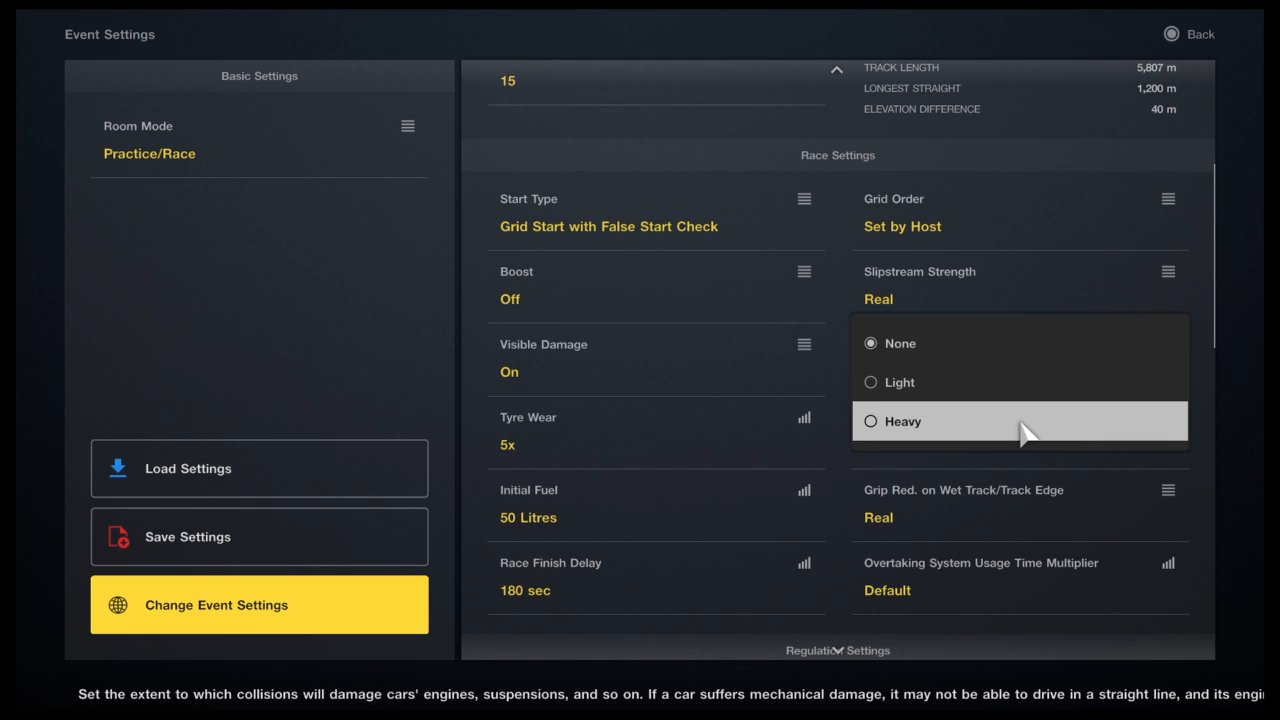 Event Settings
Back
Basic Settings
Room Mode
Practice/Race
Load Settings
Save Settings
Change Event Settings
15
TRACK LENGTH 5,807 m
LONGEST STRAIGHT 1,200 m
ELEVATION DIFFERENCE 40 m
Race Settings
Start Type
Grid Start with False Start Check
Grid Order
Set by Host
Boost
Off
Slipstream Strength
Real
Visible Damage
On
None
Light
Heavy
Tyre Wear
5x
Initial Fuel
50 Litres
Grip Red. on Wet Track/Track Edge
Real
Race Finish Delay
180 sec
Overtaking System Usage Time Multiplier
Default
Regulation Settings
Set the extent to which collisions will damage cars' engines, suspensions, and so on. If a car suffers mechanical damage, it may not be able to drive in a straight line, and its engi